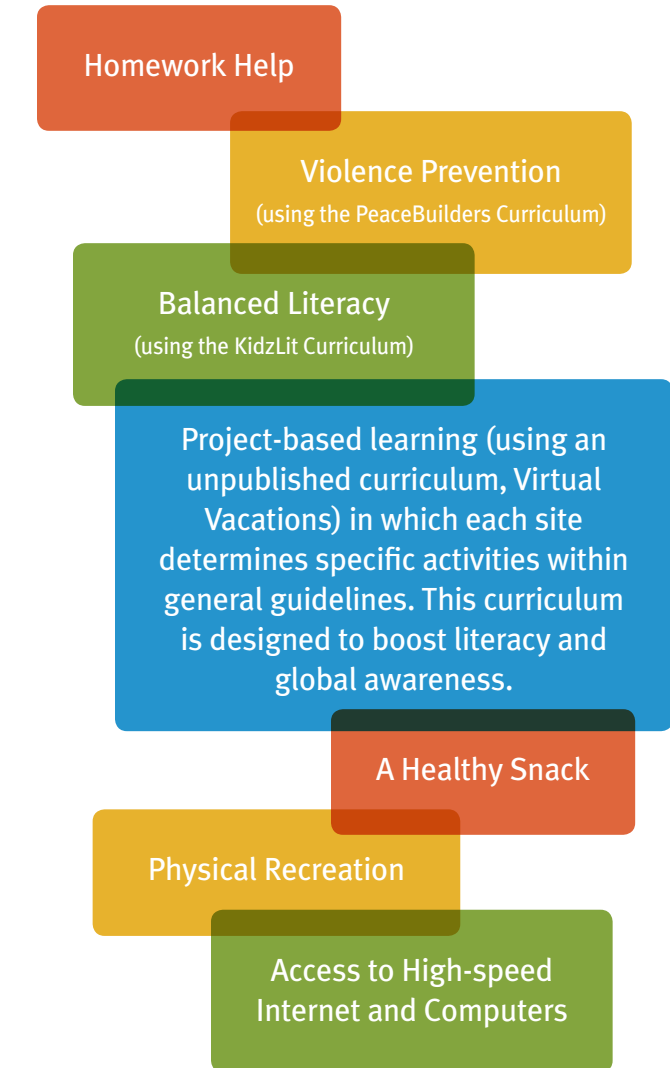 Homework Help
Violence Prevention
(using the PeaceBuilders Curriculum)
Balanced Literacy
(using the KidzLit Curriculum)
Project-based learning (using an
unpublished curriculum, Virtual
Vacations) in which each site
determines specific activities within
general guidelines. This curriculum
is designed to boost literacy and
global awareness.
A Healthy Snack
Physical Recreation
Access to High-speed
Internet and Computers